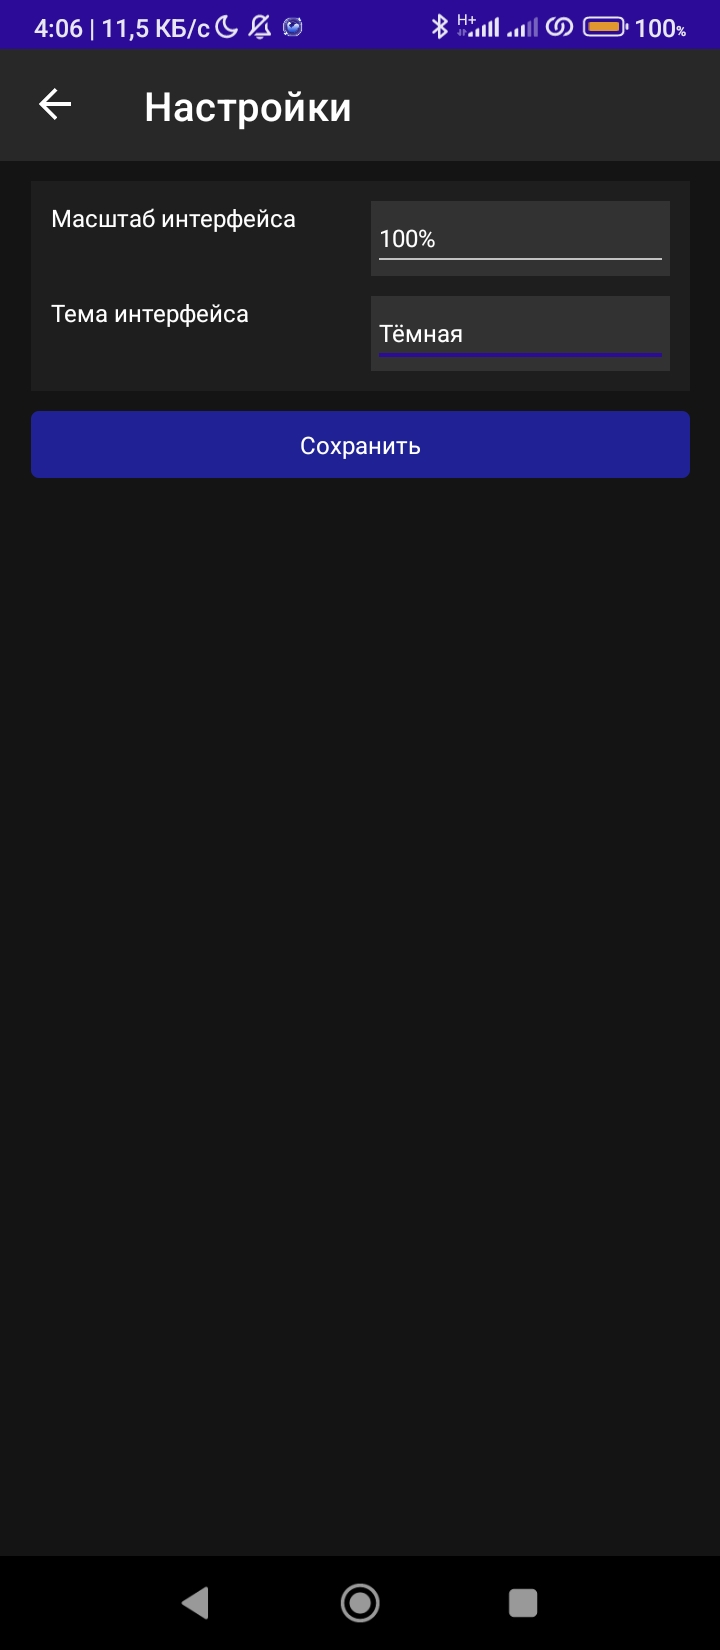 4:06 | 11,5 КБ/с H+ 100%
Настройки
Масштаб интерфейса
100%
Тема интерфейса
Тёмная
Сохранить